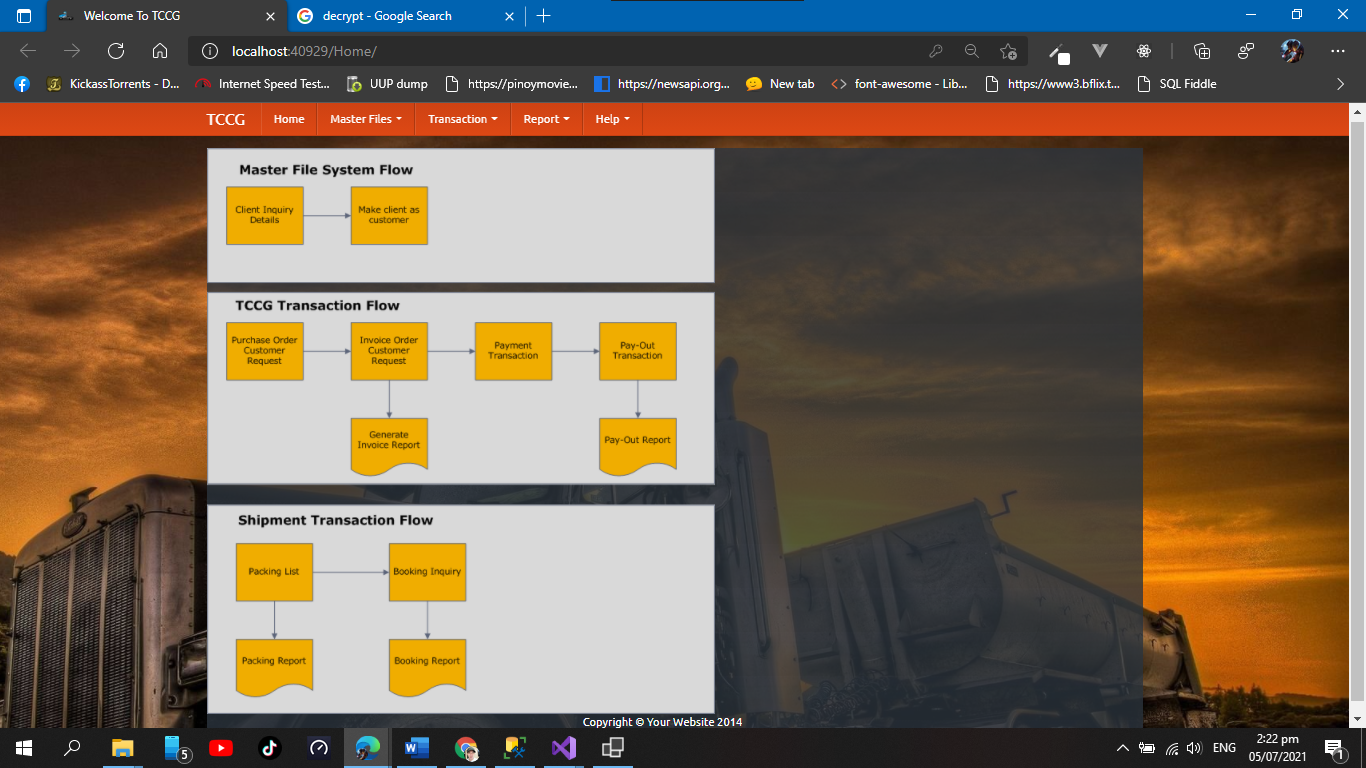 Welcome To TCCG
decrypt - Google Search
localhost:40929/Home/
KickassTorrents - D...
Internet Speed Test...
UUP dump
https://pinoymovie...
https://newsapi.org...
New tab
font-awesome - Lib...
https://www3.bflix.t...
SQL Fiddle
TCCG
Home
Master Files
Transaction
Report
Help
Master File System Flow
Client Inquiry
Details
Make client as
customer
TCCG Transaction Flow
Purchase Order
Customer
Request
Invoice Order
Customer
Request
Payment
Transaction
Pay-Out
Transaction
Generate
Invoice Report
Pay-Out Report
Shipment Transaction Flow
Packing List
Booking Inquiry
Packing Report
Booking Report
Copyright © Your Website 2014
5
ENG
2:22 pm
05/07/2021
1